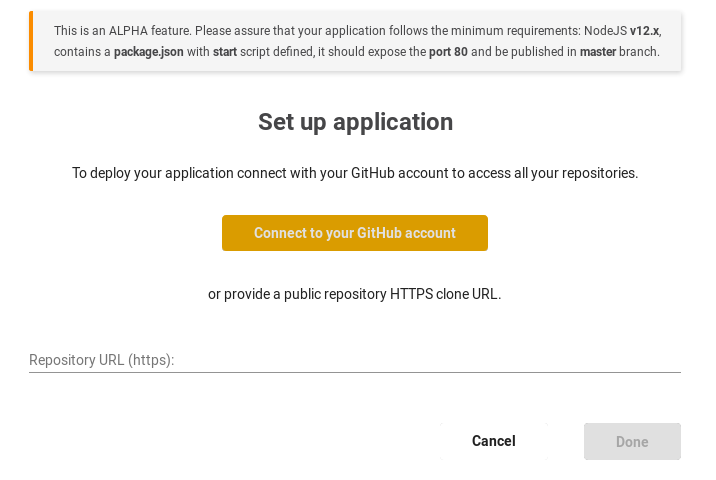 This is an ALPHA feature. Please assure that your application follows the minimum requirements: NodeJS v12.x,
contains a package.json with start script defined, it should expose the port 80 and be published in master branch.
Set up application
To deploy your application connect with your GitHub account to access all your repositories.
Connect to your GitHub account
or provide a public repository HTTPS clone URL.
Repository URL (https):
Cancel
Done